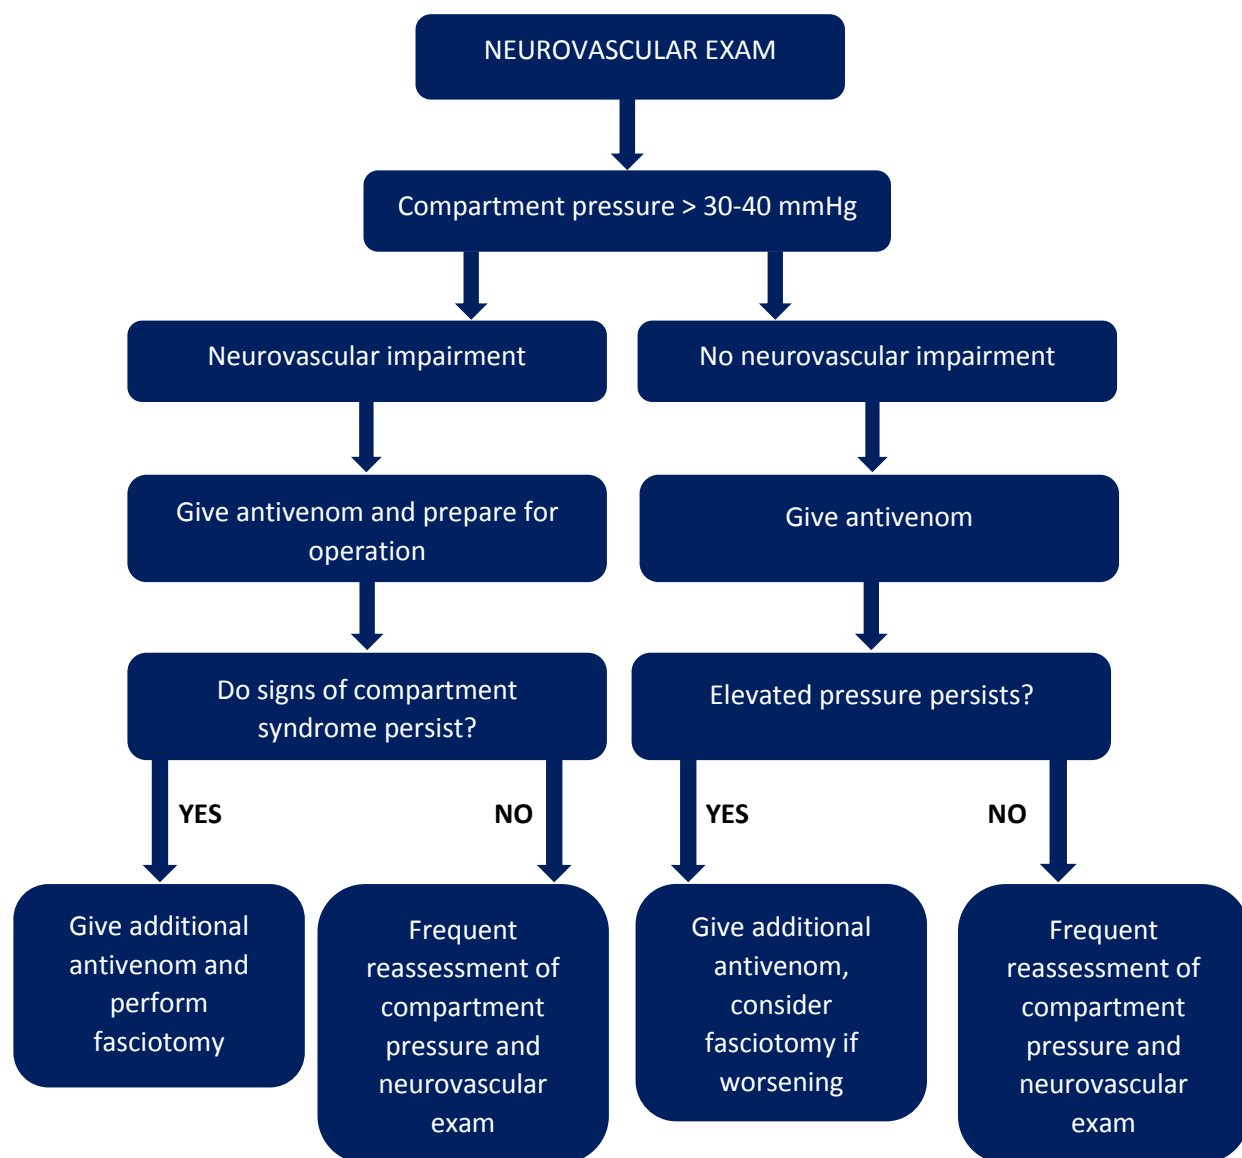 NEUROVASCULAR EXAM
Compartment pressure > 30-40 mmHg
Neurovascular impairment
No neurovascular impairment
Give antivenom and prepare for
operation
Give antivenom
Do signs of compartment
syndrome persist?
Elevated pressure persists?
YES
NO
YES
NO
Give additional
antivenom and
perform
fasciotomy
Frequent
reassessment of
compartment
pressure and
neurovascular
exam
Give additional
antivenom,
consider
fasciotomy if
worsening
Frequent
reassessment of
compartment
pressure and
neurovascular
exam